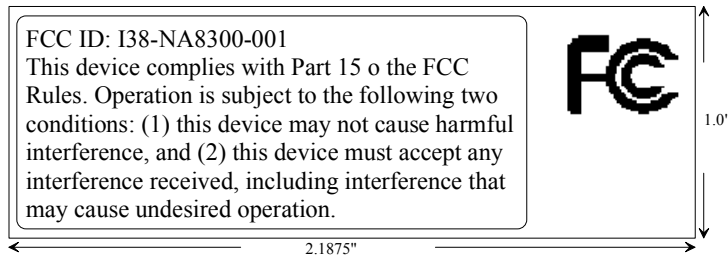 FCC ID: I38-NA8300-001
This device complies with Part 15 o the FCC
Rules. Operation is subject to the following two
conditions: (1) this device may not cause harmful
interference, and (2) this device must accept any
interference received, including interference that
may cause undesired operation.
FCC
1.0"
2.1875"